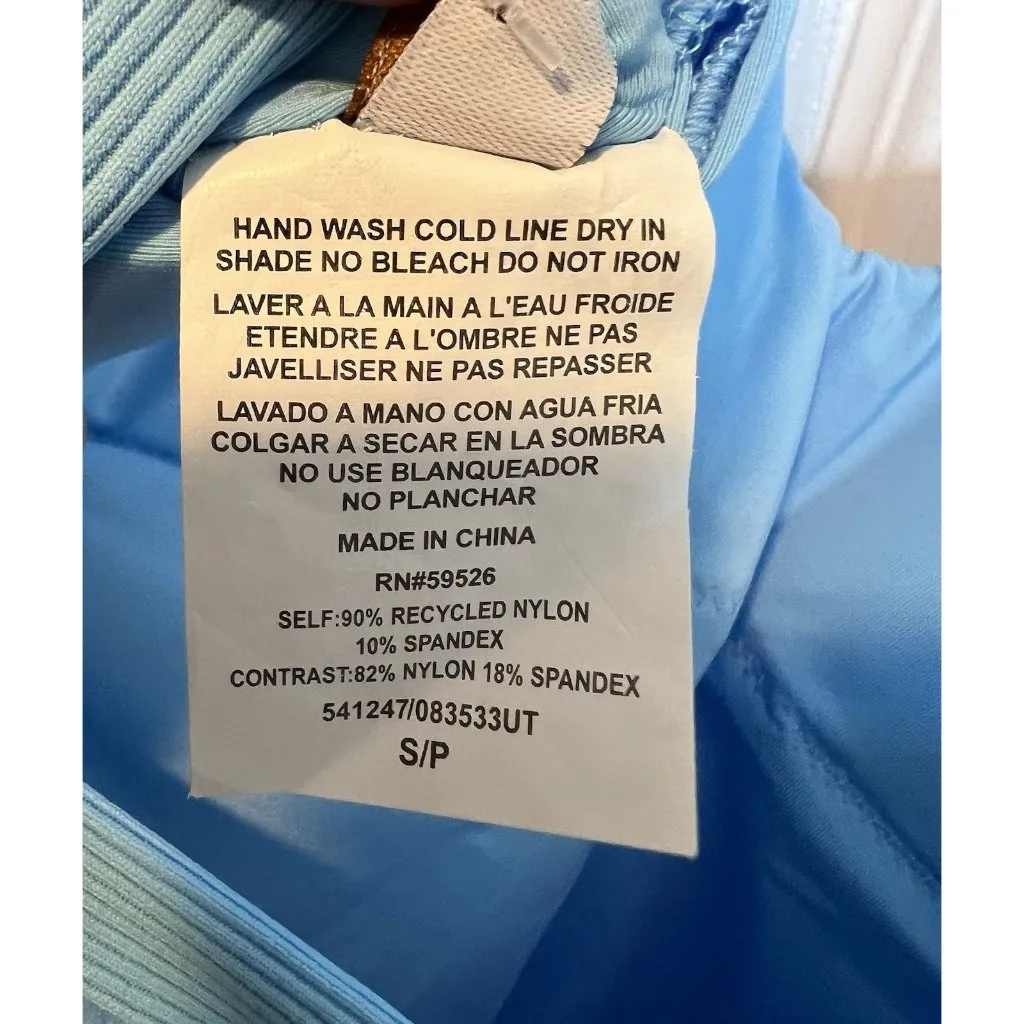 HAND WASH COLD LINE DRY IN
SHADE NO BLEACH DO NOT IRON
LAVER A LA MAIN A L'EAU FROIDE
ETENDRE A L'OMBRE NE PAS
JAVELLISER NE PAS REPASSER
LAVADO A MANO CON AGUA FRIA
COLGAR A SECAR EN LA SOMBRA
NO USE BLANQUEADOR
NO PLANCHAR
MADE IN CHINA
RN#59526
SELF:90% RECYCLED NYLON
10% SPANDEX
CONTRAST:82% NYLON 18% SPANDEX
541247/083533UT
S/P